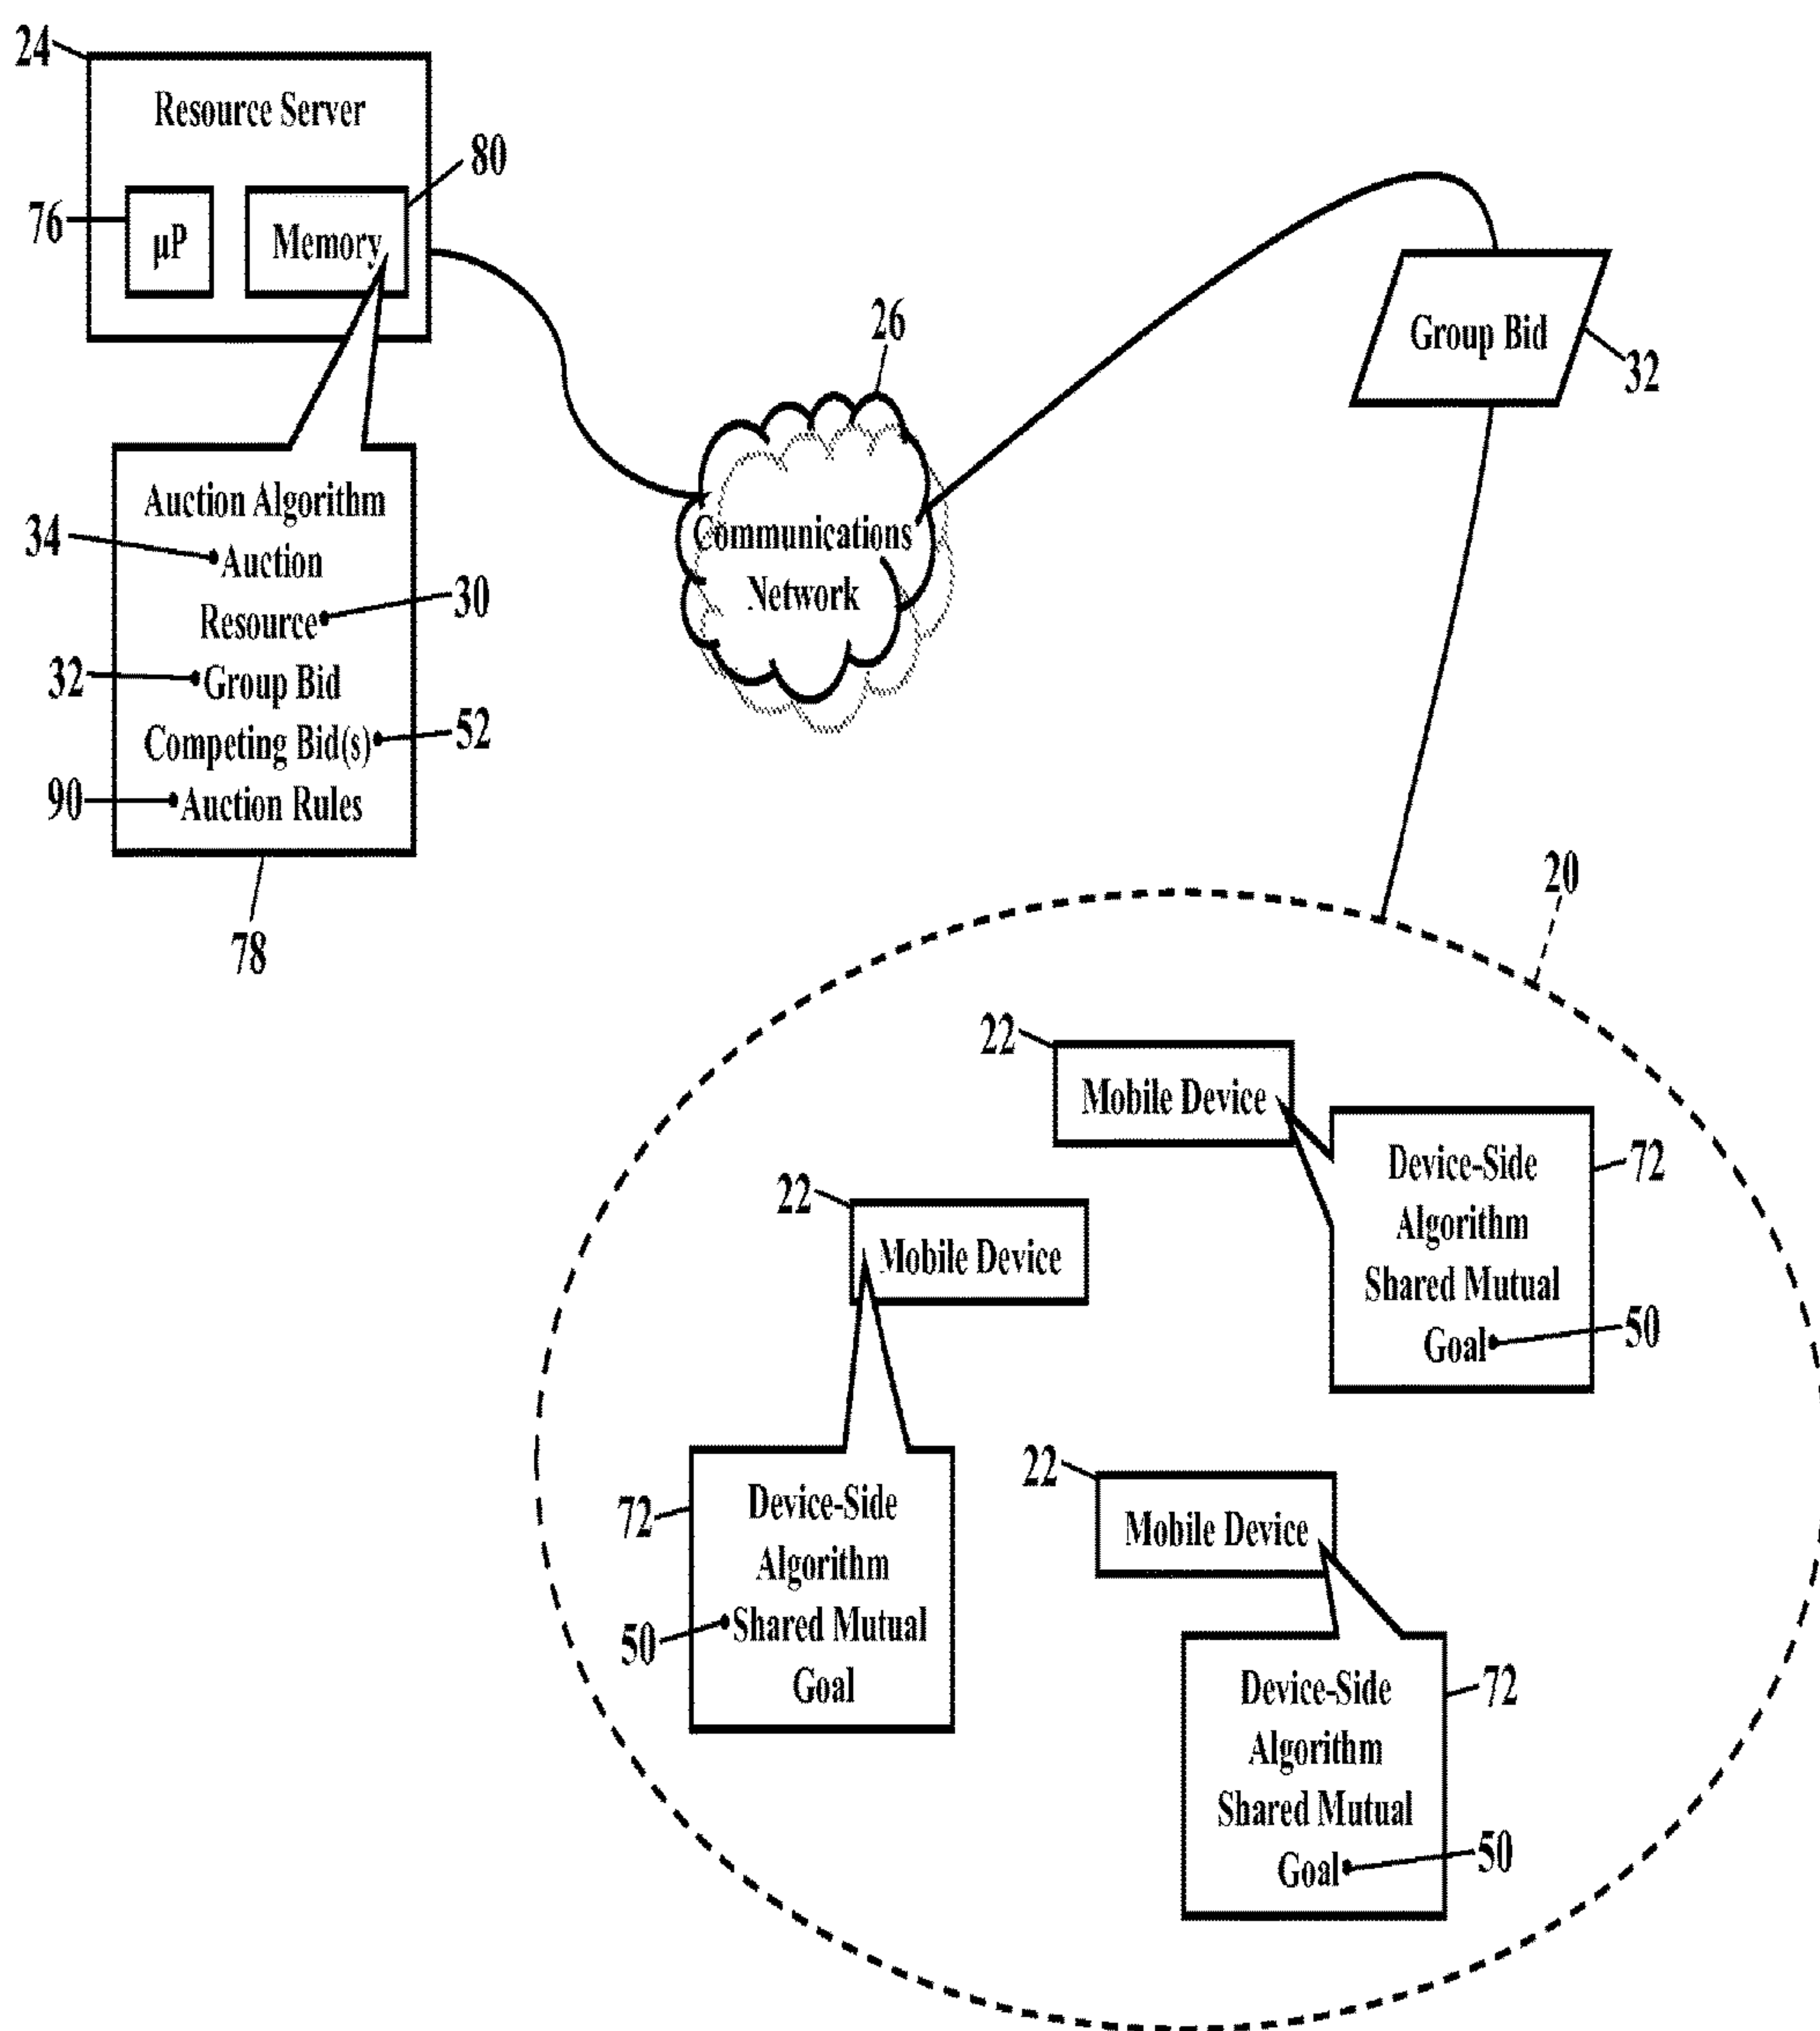 24
Resource Server
80
76
µP
Memory
26
Group Bid
32
Communications
Network
Auction Algorithm
34
Auction
Resource
30
32
Group Bid
Competing Bid(s)
52
90
Auction Rules
78
20
22
Mobile Device
Device-Side
Algorithm
Shared Mutual
Goal
72
50
22
Mobile Device
72
Device-Side
Algorithm
50
Shared Mutual
Goal
22
Mobile Device
Device-Side
Algorithm
Shared Mutual
Goal
72
50